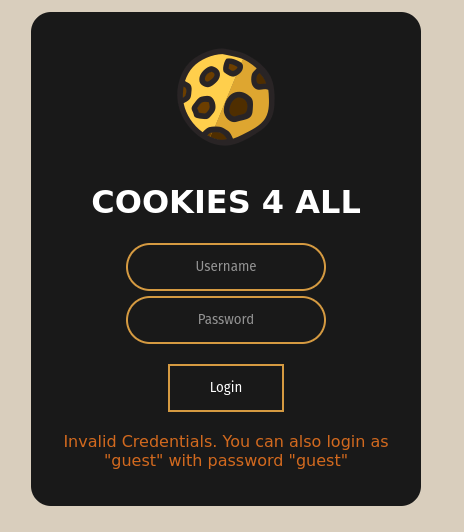 COOKIES 4 ALL
Username
Password
Login
Invalid Credentials. You can also login as
"guest" with password "guest"